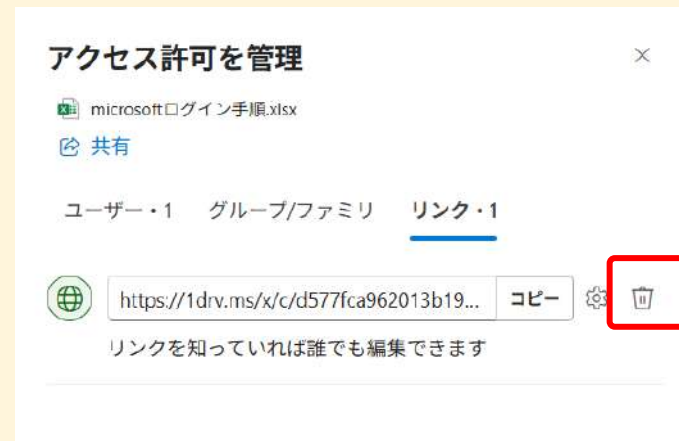 アクセス許可を管理
microsoftログイン手順.xlsx
共有
ユーザー・1 グループ/ファミリ リンク・1
https://1drv.ms/x/c/d577fca962013b19... コピー
リンクを知っていれば誰でも編集できます